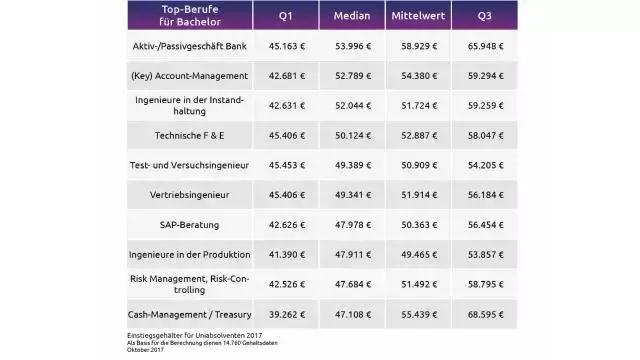 Top-Berufe
für Bachelor Q1 Median Mittelwert Q3
Aktiv-/Passivgeschäft Bank 45.163 € 53.996 € 58.929 € 65.948 €
(Key) Account-Management 42.681 € 52.789 € 54.380 € 59.294 €
Ingenieure in der Instand-
haltung 42.631 € 52.044 € 51.724 € 59.259 €
Technische F & E 45.406 € 50.124 € 52.887 € 58.047 €
Test- und Versuchsingenieur 45.453 € 49.389 € 50.909 € 54.205 €
Vertriebsingenieur 45.406 € 49.341 € 51.914 € 56.184 €
SAP-Beratung 42.626 € 47.978 € 50.363 € 56.454 €
Ingenieure in der Produktion 41.390 € 47.911 € 49.465 € 53.857 €
Risk Management, Risk-Con-
trolling 42.526 € 47.684 € 51.492 € 58.795 €
Cash-Management / Treasury 39.262 € 47.108 € 55.439 € 68.595 €
Einstiegsgehälter für Uniabsolventen 2017
Als Basis für die Berechnung dienen 14.760 Gehaltsdaten
Oktober 2017